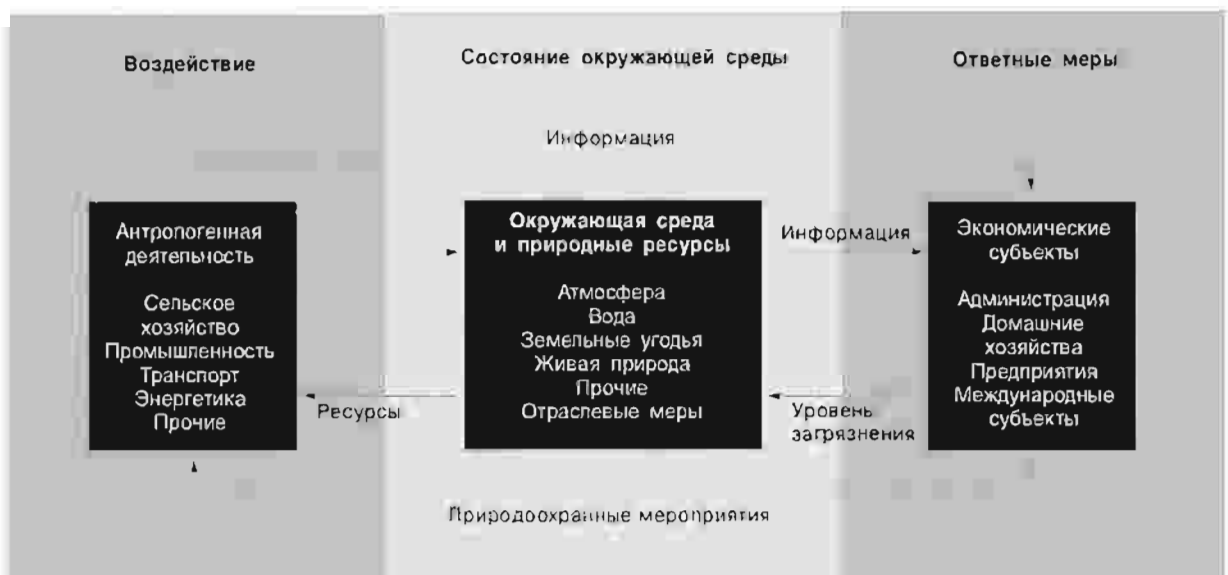 Воздействие
Состояние окружающей среды
Ответные меры
Информация
Антропогенная
деятельность
Сельское
хозяйство
Промышленность
Транспорт
Энергетика
Прочие
Ресурсы
Окружающая среда
и природные ресурсы
Атмосфера
Вода
Земельные угодья
Живая природа
Прочие
Отраслевые меры
Информация
Уровень
загрязнения
Экономические
субъекты
Администрация
Домашние
хозяйства
Предприятия
Международные
субъекты
Природоохранные мероприятия